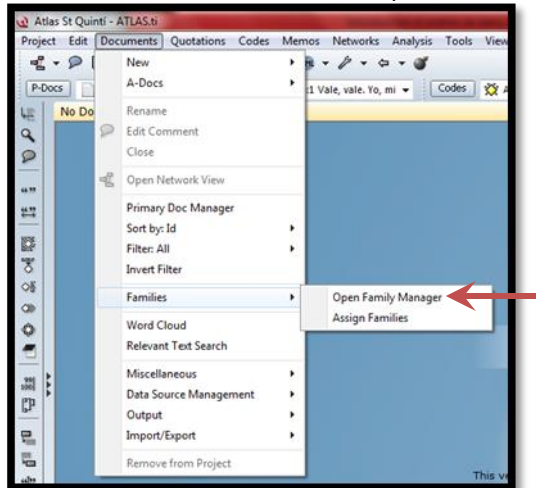 Atlas St Quintí - ATLAS.ti
Project Edit Documents Quotations Codes Memos Networks Analysis Tools View
P-Docs :1 Vale, vale. Yo, mi Codes
No Do
New
A-Docs
Rename
Edit Comment
Close
Open Network View
Primary Doc Manager
Sort by: Id
Filter: All
Invert Filter
Families
Open Family Manager
Assign Families
Word Cloud
Relevant Text Search
Miscellaneous
Data Source Management
Output
Import/Export
Remove from Project
This ve